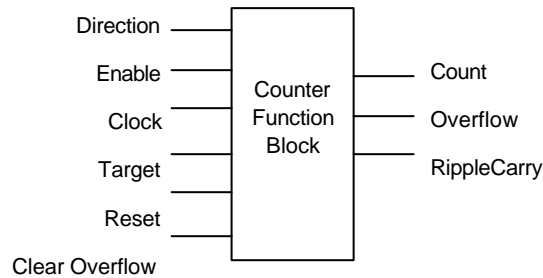 Direction
Enable
Clock
Target
Reset
Clear Overflow
Counter
Function
Block
Count
Overflow
RippleCarry